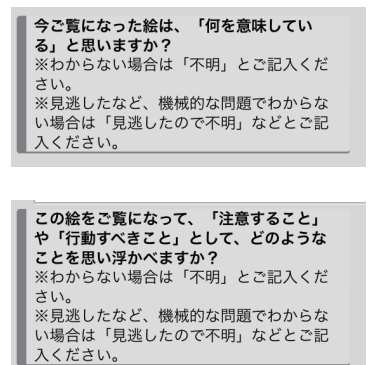 今ご覧になった絵は、「何を意味してい
る」と思いますか？
※わからない場合は「不明」とご記入くだ
さい。
※見逃したなど、機械的な問題でわからな
い場合は「見逃したので不明」などとご記
入ください。
この絵をご覧になって、「注意すること」
や「行動すべきこと」として、どのような
ことを思い浮かべますか？
※わからない場合は「不明」とご記入くだ
さい。
※見逃したなど、機械的な問題でわからな
い場合は「見逃したので不明」などとご記
入ください。